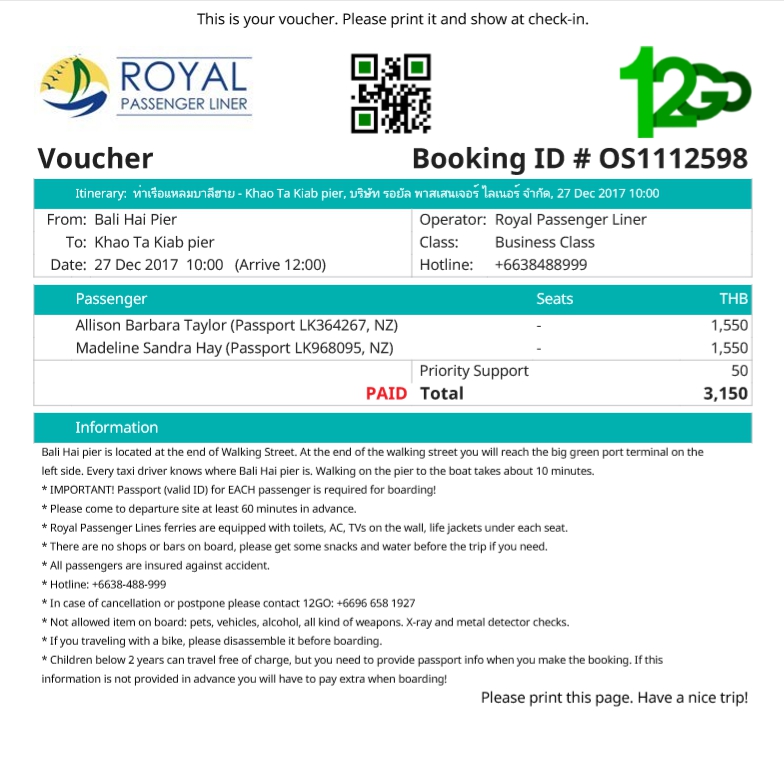 This is your voucher. Please print it and show at check-in.
ROYAL
PASSENGER LINER
12GO
Voucher
Booking ID # OS1112598
Itinerary: ท่าเรือแหลมบาลีฮาย - Khao Ta Kiab pier, บริษัท รอยัล พาสเสนเจอร์ ไลเนอร์ จำกัด, 27 Dec 2017 10:00
From: Bali Hai Pier
To: Khao Ta Kiab pier
Date: 27 Dec 2017 10:00 (Arrive 12:00)
Operator: Royal Passenger Liner
Class: Business Class
Hotline: +6638488999
Passenger Seats THB
Allison Barbara Taylor (Passport LK364267, NZ) - 1,550
Madeline Sandra Hay (Passport LK968095, NZ) - 1,550
Priority Support 50
PAID Total 3,150
Information
Bali Hai pier is located at the end of Walking Street. At the end of the walking street you will reach the big green port terminal on the
left side. Every taxi driver knows where Bali Hai pier is. Walking on the pier to the boat takes about 10 minutes.
* IMPORTANT! Passport (valid ID) for EACH passenger is required for boarding!
* Please come to departure site at least 60 minutes in advance.
* Royal Passenger Lines ferries are equipped with toilets, AC, TVs on the wall, life jackets under each seat.
* There are no shops or bars on board, please get some snacks and water before the trip if you need.
* All passengers are insured against accident.
* Hotline: +6638-488-999
* In case of cancellation or postpone please contact 12GO: +6696 658 1927
* Not allowed item on board: pets, vehicles, alcohol, all kind of weapons. X-ray and metal detector checks.
* If you traveling with a bike, please disassemble it before boarding.
* Children below 2 years can travel free of charge, but you need to provide passport info when you make the booking. If this
information is not provided in advance you will have to pay extra when boarding!
Please print this page. Have a nice trip!